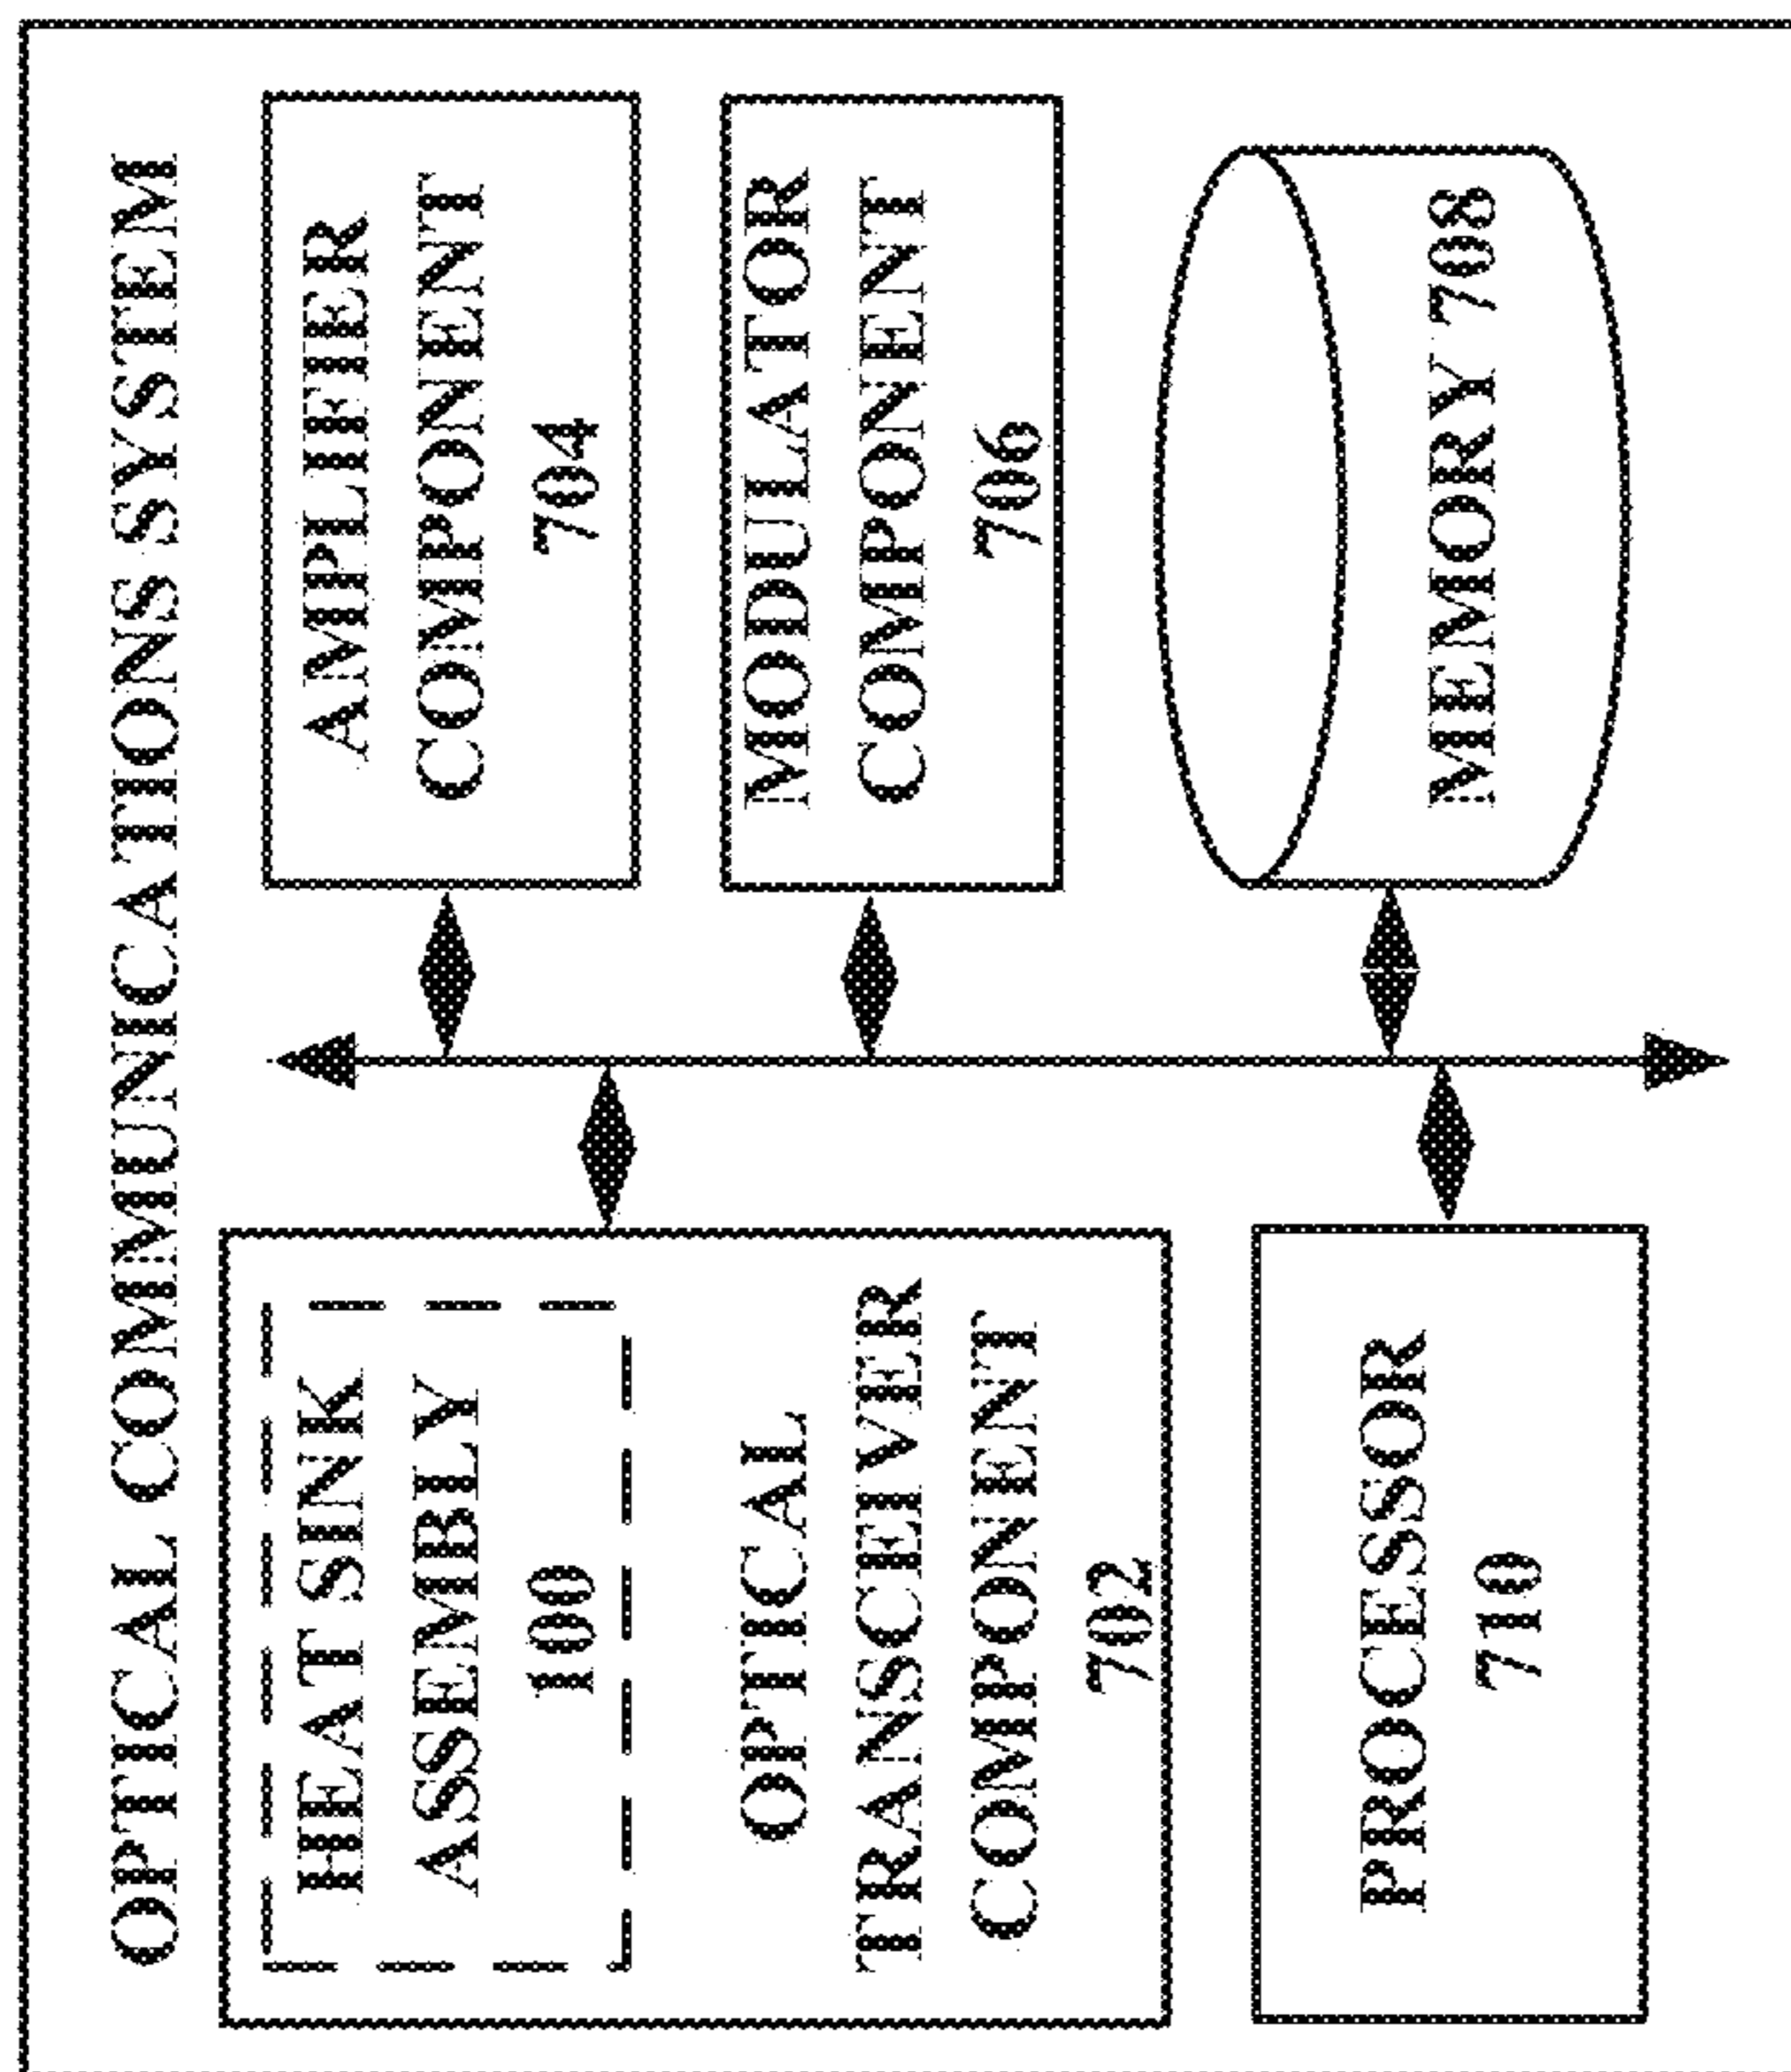 OPTICAL COMMUNICATIONS SYSTEM
HEAT SINK
ASSEMBLY
100
OPTICAL
TRANSCEIVER
COMPONENT
702
PROCESSOR
710
AMPLIFIER
COMPONENT
704
MODULATOR
COMPONENT
706
MEMORY 708